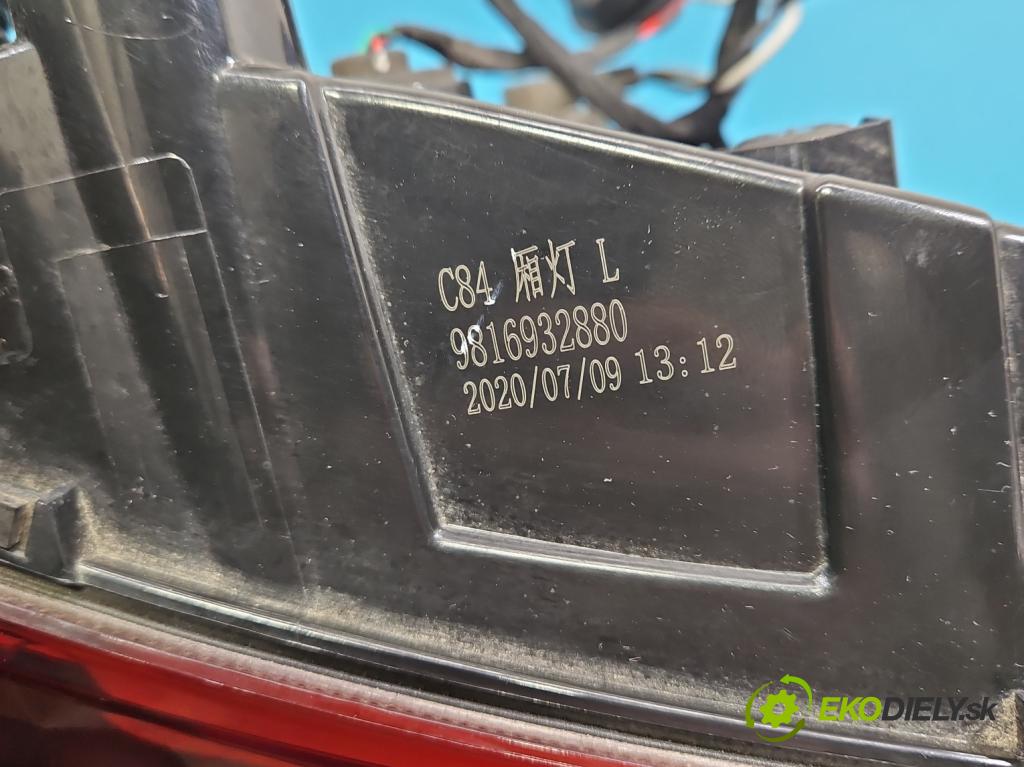 C84 厢灯 L
9816932880
2020/07/09 13:12
EKODIELY.sk